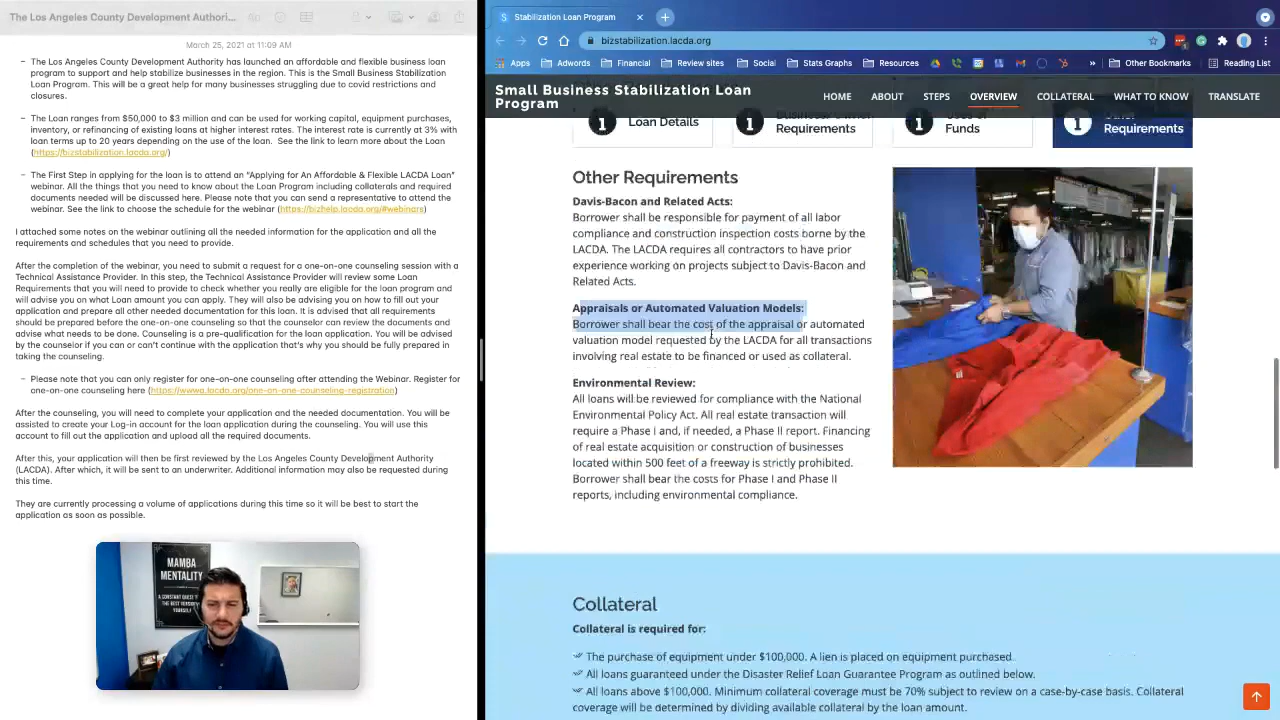 The Los Angeles County Development Authori...
March 25, 2021 at 11:09 AM
– The Los Angeles County Development Authority has launched an affordable and flexible business loan
program to support and help stabilize businesses in the region. This is the Small Business Stabilization
Loan Program. This will be a great help for many businesses struggling due to covid restrictions and
closures.
– The Loan ranges from $50,000 to $3 million and can be used for working capital, equipment purchases,
inventory, or refinancing of existing loans at higher interest rates. The interest rate is currently at 3% with
loan terms up to 20 years depending on the use of the loan. See the link to learn more about the Loan
(https://bizstabilization.lacda.org/)
– The First Step in applying for the loan is to attend an "Applying for An Affordable & Flexible LACDA Loan"
webinar. All the things that you need to know about the Loan Program including collaterals and required
documents needed will be discussed here. Please note that you can send a representative to attend the
webinar. See the link to choose the schedule for the webinar (https://bizhelp.lacda.org/#webinars)
I attached some notes on the webinar outlining all the needed information for the application and all the
requirements and schedules that you need to provide.
After the completion of the webinar, you need to submit a request for a one-on-one counseling session with a
Technical Assistance Provider. In this step, the Technical Assistance Provider will review some Loan
Requirements that you will need to provide to check whether you really are eligible for the loan program and
will advise you on what Loan amount you can apply. They will also be advising you on how to fill out your
application and prepare all other needed documentation for this loan. It is advised that all requirements
should be prepared before the one-on-one counseling so that the counselor can review the documents and
advise what needs to be done. Counseling is a pre-qualification for the loan application. You will be advised
by the counselor if you can or can't continue with the application that's why you should be fully prepared in
taking the counseling.
– Please note that you can only register for one-on-one counseling after attending the Webinar. Register for
one-on-one counseling here (https://wwwa.lacdc.org/one-on-one-counseling-registration)
After the counseling, you will need to complete your application and the needed documentation. You will be
assisted to create your Log-in account for the loan application during the counseling. You will use this
account to fill out the application and upload all the required documents.
After this, your application will then be first reviewed by the Los Angeles County Development Authority
(LACDA). After which, it will be sent to an underwriter. Additional information may also be requested during
this time.
They are currently processing a volume of applications during this time so it will be best to start the
application as soon as possible.
MAMBA
MENTALITY
Stabilization Loan Program
bizstabilization.lacda.org
Apps Adwords Financial Review sites Social Stats Graphs Resources Other Bookmarks Reading List
Small Business Stabilization Loan
Program
HOME ABOUT STEPS OVERVIEW COLLATERAL WHAT TO KNOW TRANSLATE
Loan Details
Requirements
Use of
Funds
Other
Requirements
Other Requirements
Davis-Bacon and Related Acts:
Borrower shall be responsible for payment of all labor
compliance and construction inspection costs borne by the
LACDA. The LACDA requires all contractors to have prior
experience working on projects subject to Davis-Bacon and
Related Acts.
Appraisals or Automated Valuation Models:
Borrower shall bear the cost of the appraisal or automated
valuation model requested by the LACDA for all transactions
involving real estate to be financed or used as collateral.
Environmental Review:
All loans will be reviewed for compliance with the National
Environmental Policy Act. All real estate transaction will
require a Phase I and, if needed, a Phase II report. Financing
of real estate acquisition or construction of businesses
located within 500 feet of a freeway is strictly prohibited.
Borrower shall bear the costs for Phase I and Phase II
reports, including environmental compliance.
Collateral
Collateral is required for:
The purchase of equipment under $100,000. A lien is placed on equipment purchased.
All loans guaranteed under the Disaster Relief Loan Guarantee Program as outlined below.
All loans above $100,000. Minimum collateral coverage must be 70% subject to review on a case-by-case basis. Collateral
coverage will be determined by dividing available collateral by the loan amount.